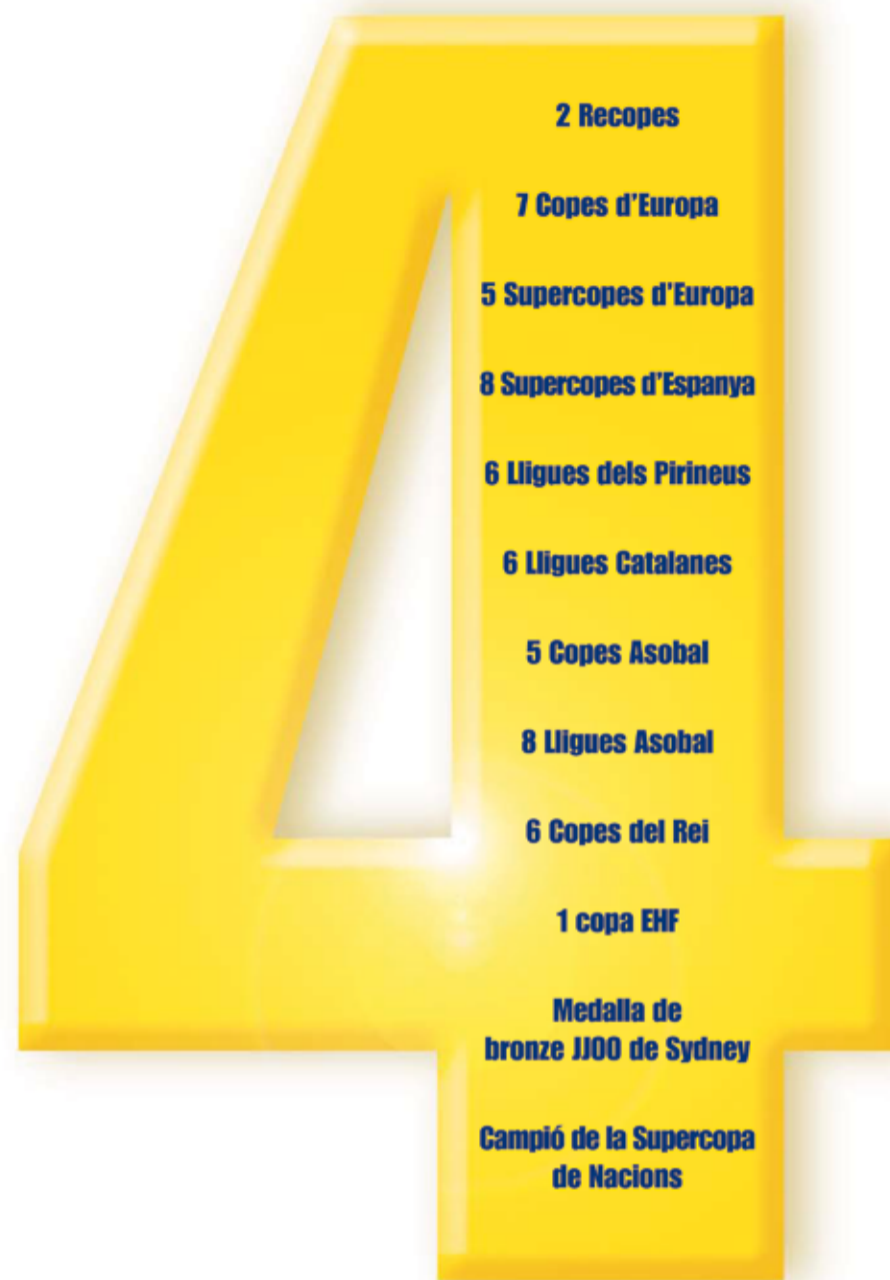 4
2 Recopes
7 Copes d'Europa
5 Supercopes d'Europa
8 Supercopes d'Espanya
6 Lligues dels Pirineus
6 Lligues Catalanes
5 Copes Asobal
8 Lligues Asobal
6 Copes del Rei
1 copa EHF
Medalla de
bronze JJOO de Sydney
Campió de la Supercopa
de Nacions